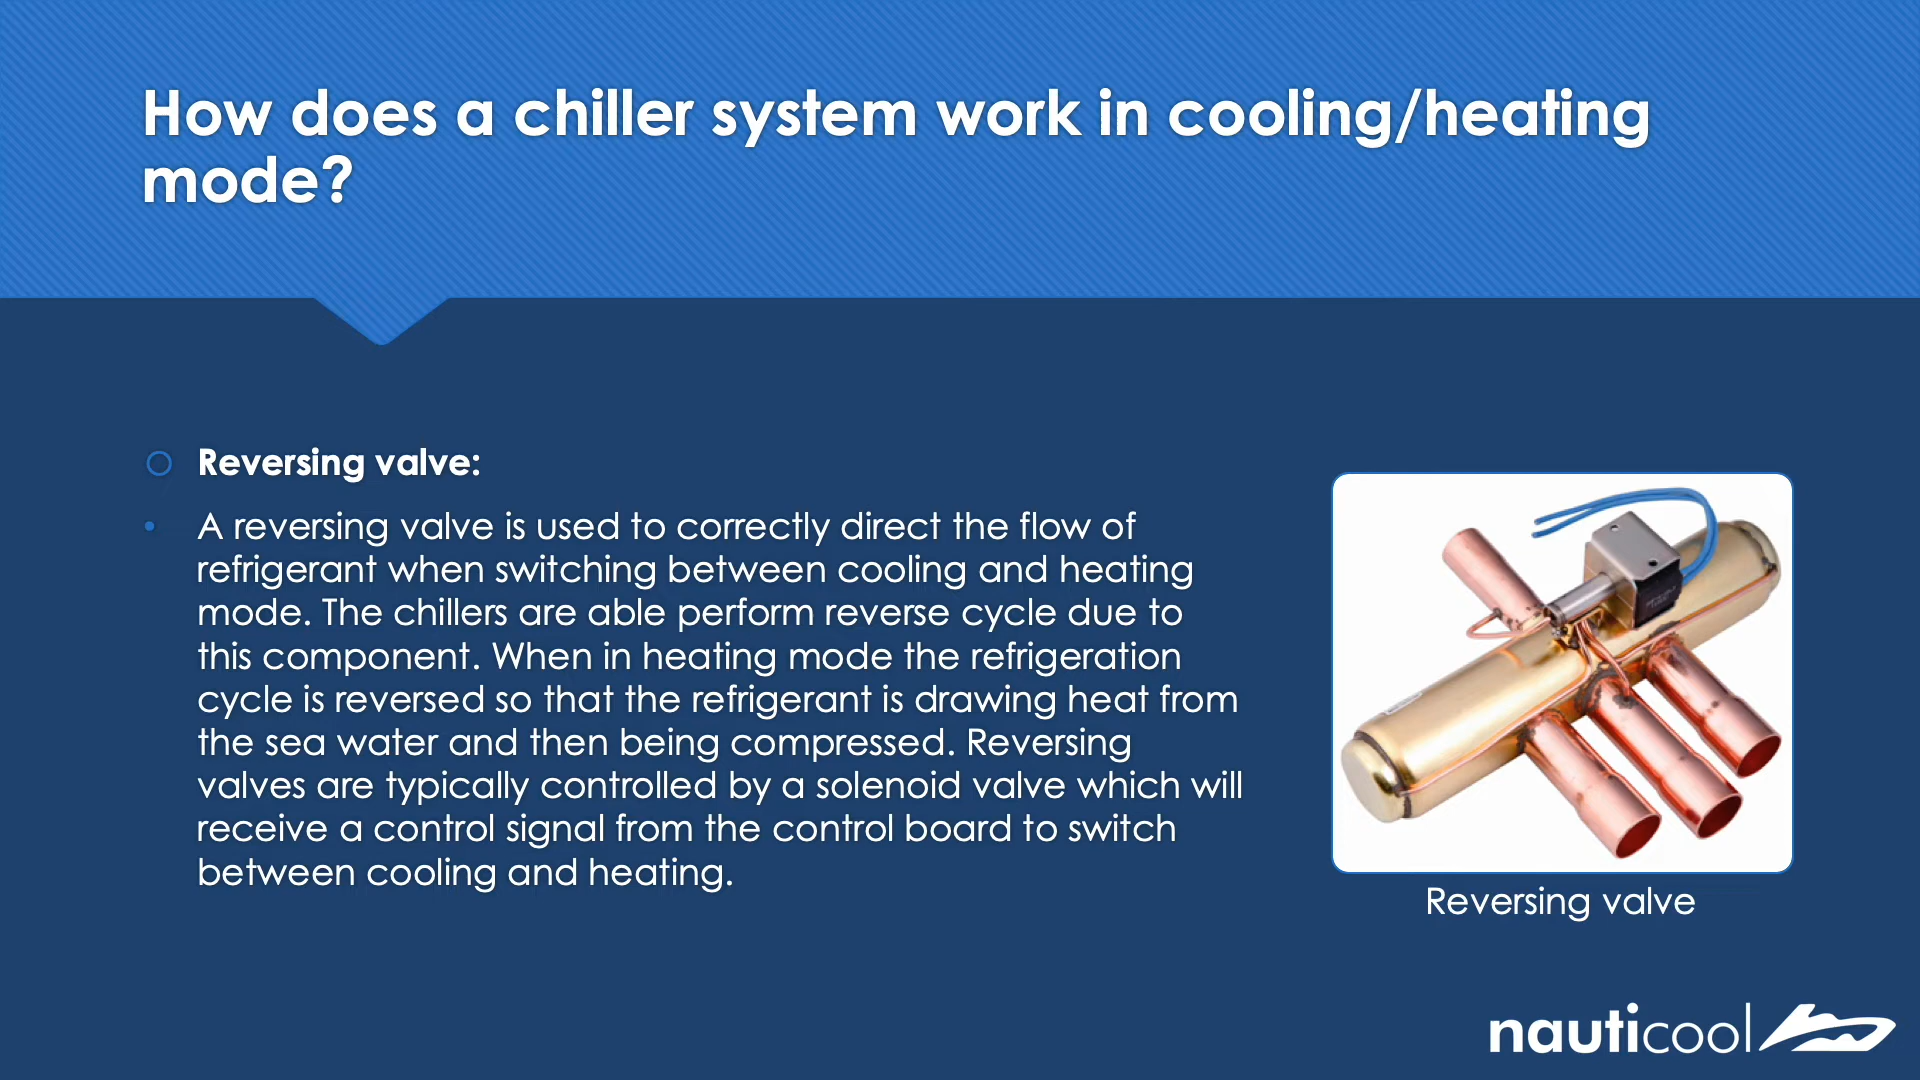 How does a chiller system work in cooling/heating
mode?
Reversing valve:
A reversing valve is used to correctly direct the flow of
refrigerant when switching between cooling and heating
mode. The chillers are able perform reverse cycle due to
this component. When in heating mode the refrigeration
cycle is reversed so that the refrigerant is drawing heat from
the sea water and then being compressed. Reversing
valves are typically controlled by a solenoid valve which will
receive a control signal from the control board to switch
between cooling and heating.
Reversing valve
nauticool